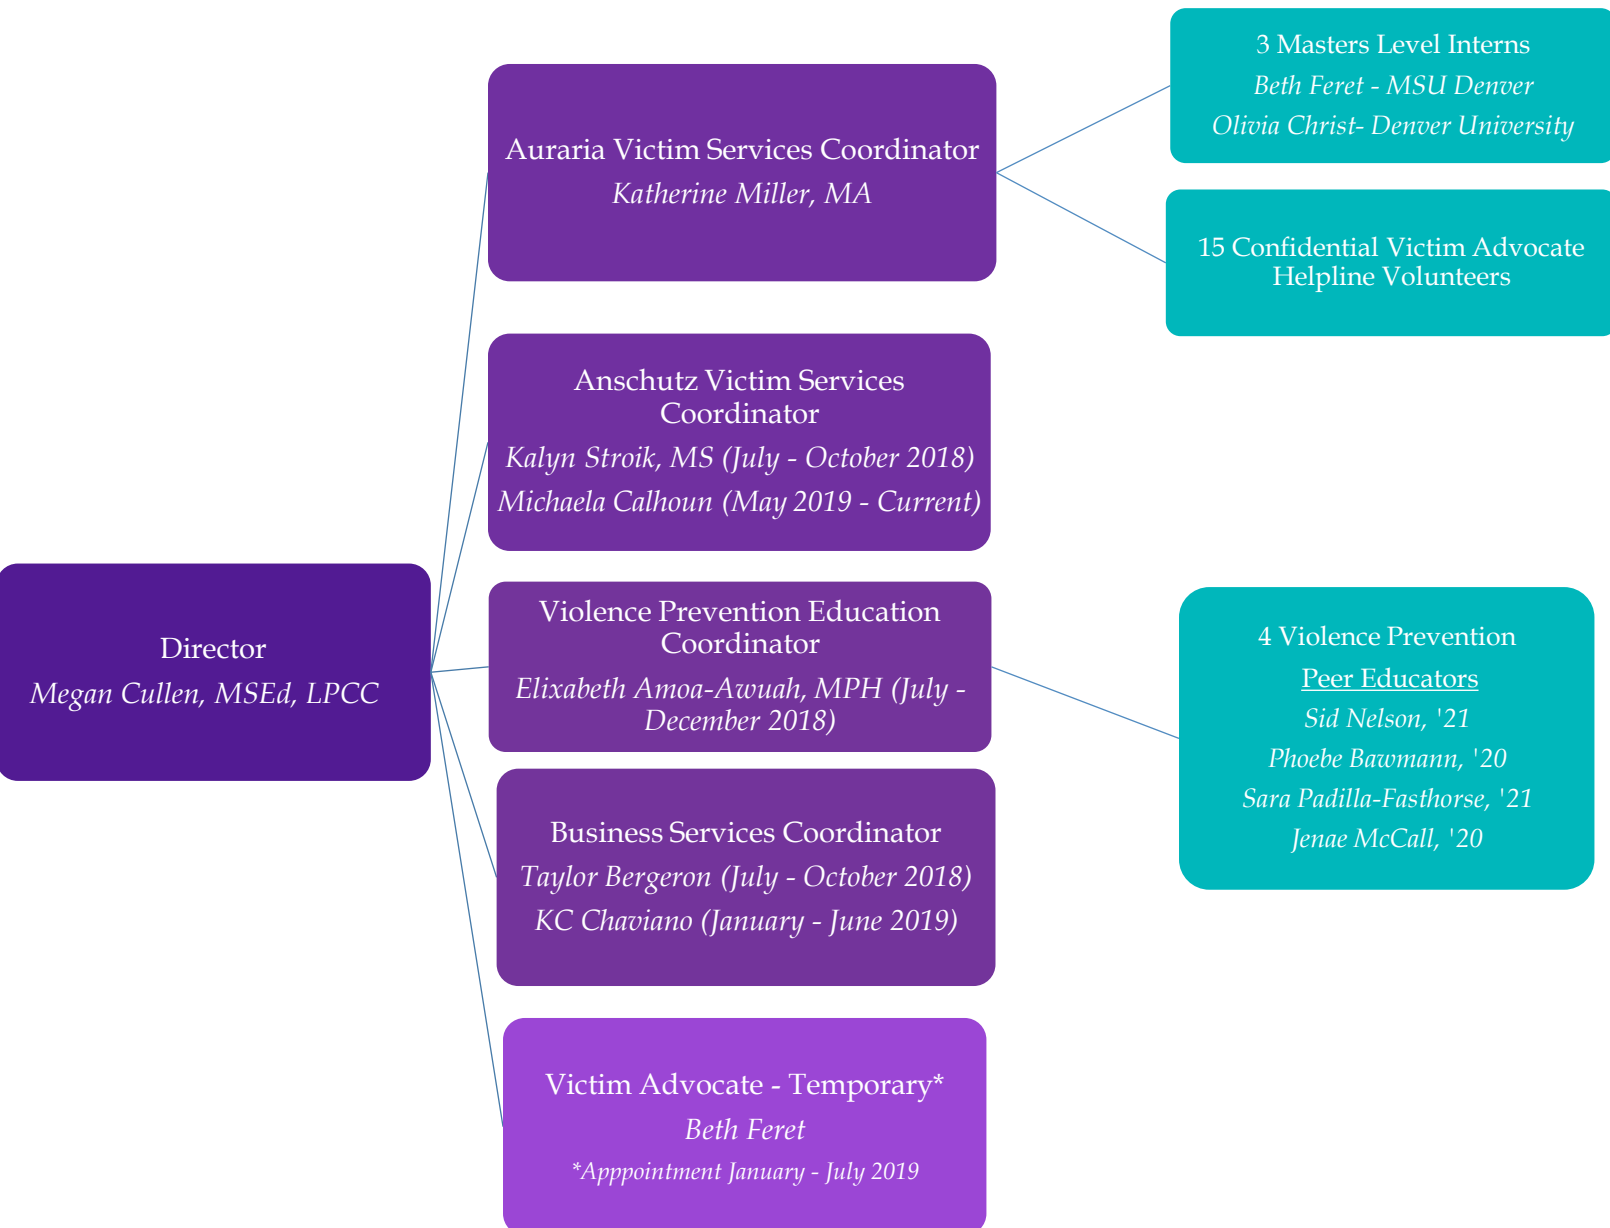 Director
Megan Cullen, MSEd, LPCC
Auraria Victim Services Coordinator
Katherine Miller, MA
3 Masters Level Interns
Beth Feret - MSU Denver
Olivia Christ- Denver University
15 Confidential Victim Advocate
Helpline Volunteers
Anschutz Victim Services
Coordinator
Kalyn Stroik, MS (July - October 2018)
Michaela Calhoun (May 2019 - Current)
Violence Prevention Education
Coordinator
Elixabeth Amoa-Awuah, MPH (July -
December 2018)
4 Violence Prevention
Peer Educators
Sid Nelson, '21
Phoebe Bawmann, '20
Sara Padilla-Fasthorse, '21
Jenae McCall, '20
Business Services Coordinator
Taylor Bergeron (July - October 2018)
KC Chaviano (January - June 2019)
Victim Advocate - Temporary*
Beth Feret
*Apppointment January - July 2019